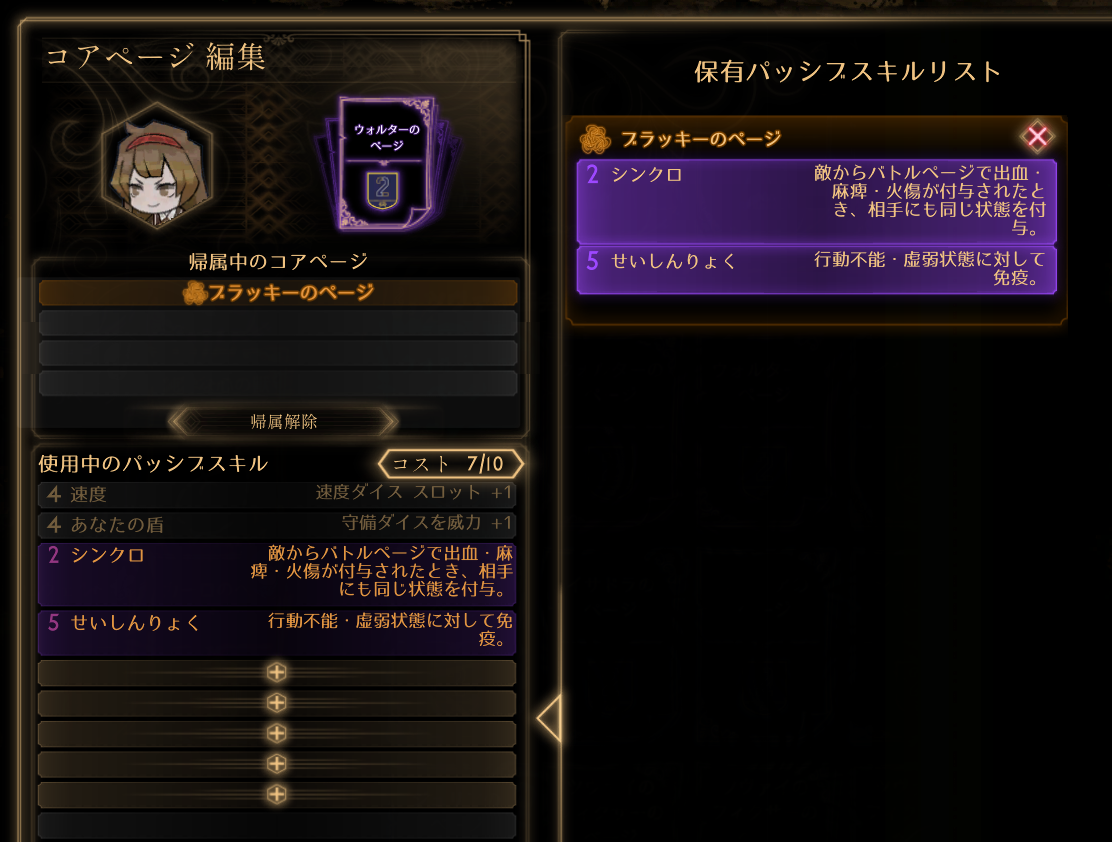 コアページ 編集
ウォルターの
ページ
2
帰属中のコアページ
ブラッキーのページ
帰属解除
使用中のパッシブスキル
コスト 7/10
4 速度 速度ダイス スロット +1
4 あなたの盾 守備ダイスを威力 +1
2 シンクロ 敵からバトルページで出血・麻
痺・火傷が付与されたとき、相手
にも同じ状態を付与。
5 せいしんりょく 行動不能・虚弱状態に対して免
疫。
保有パッシブスキルリスト
ブラッキーのページ
2 シンクロ 敵からバトルページで出血・
麻痺・火傷が付与されたと
き、相手にも同じ状態を付
与。
5 せいしんりょく 行動不能・虚弱状態に対して
免疫。